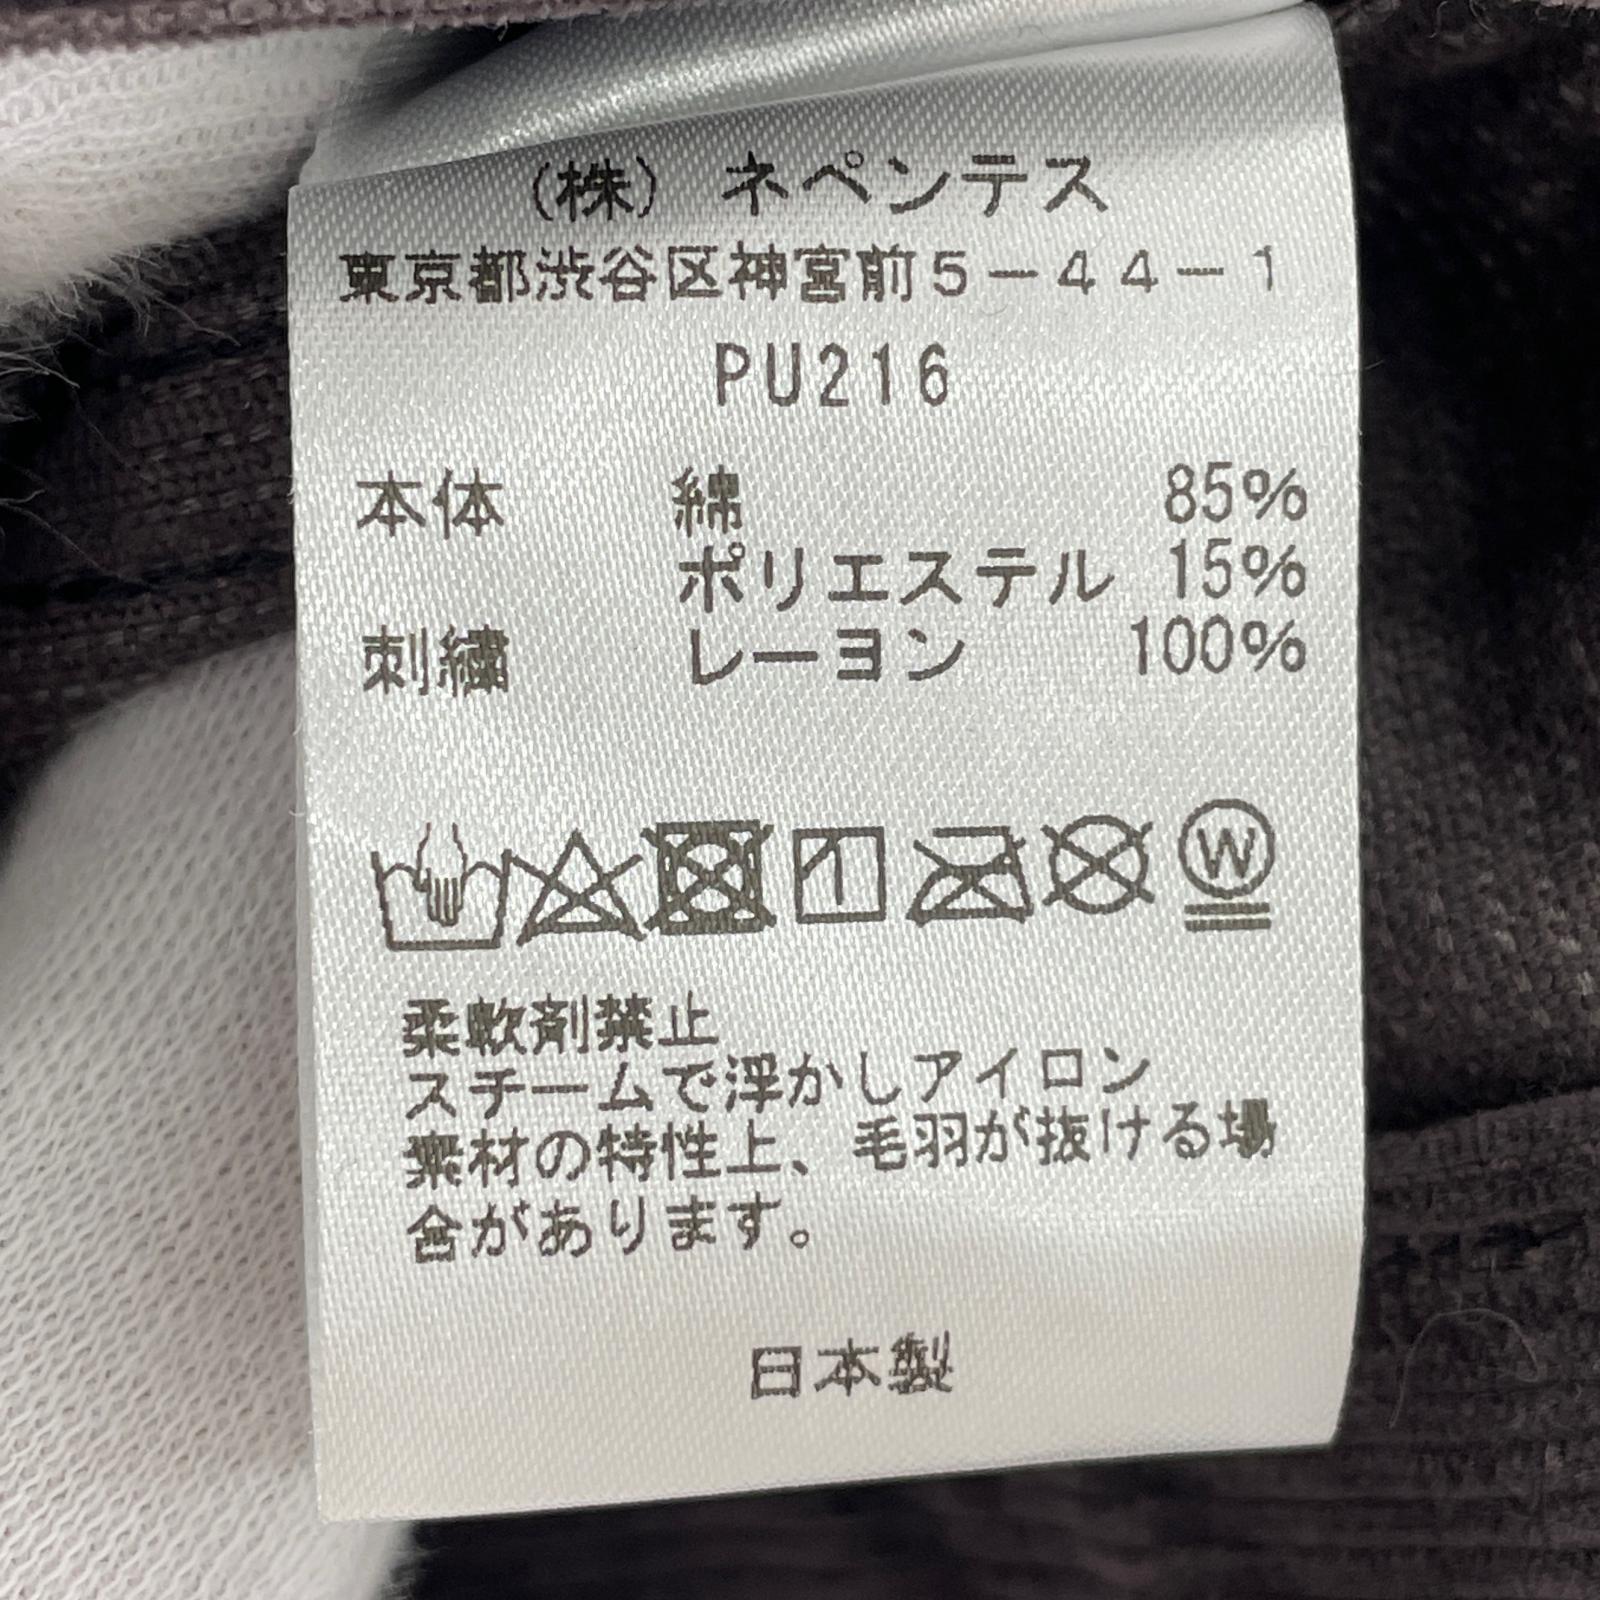 (株) ネペンテス
東京都渋谷区神宮前5-44-1
PU216
本体 綿 85%
ポリエステル 15%
刺繍 レーヨン 100%
W
柔軟剤禁止
スチームで浮かしアイロン
素材の特性上、毛羽が抜ける場
合があります。
日本製